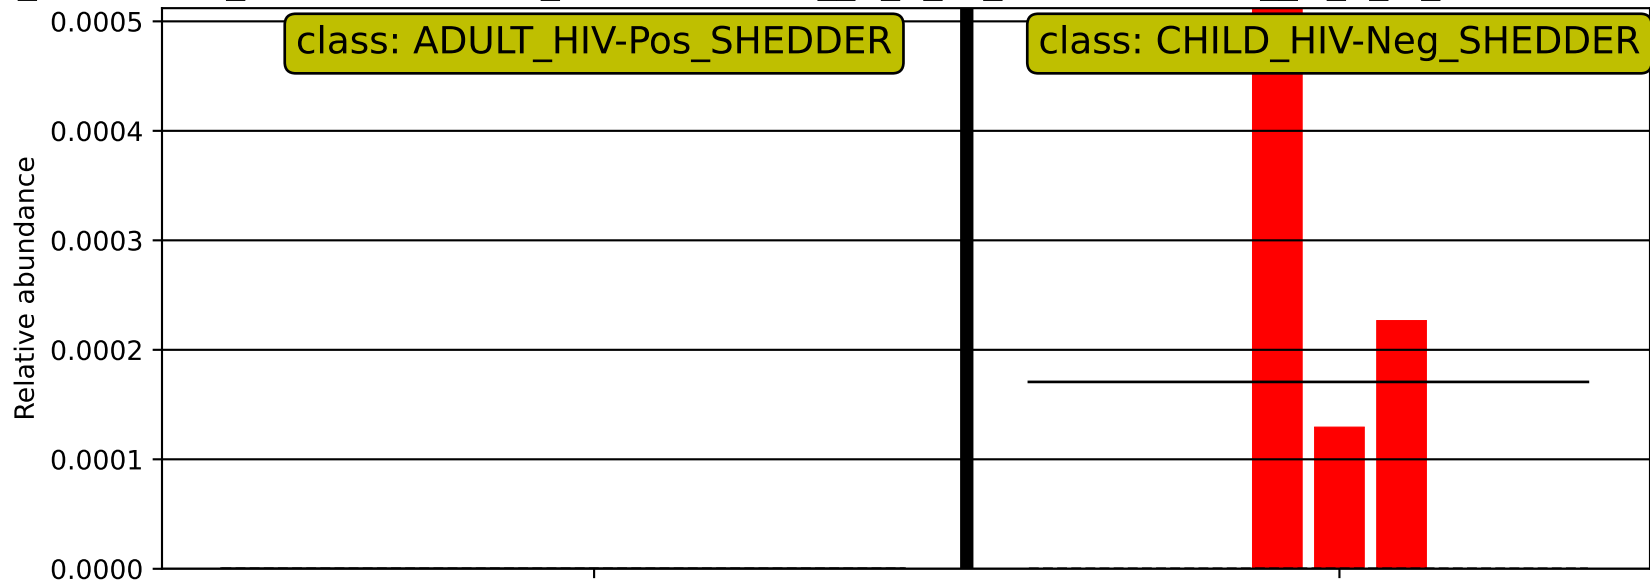 0.0005
0.0004
0.0003
0.0002
0.0001
0.0000
Relative abundance
class: ADULT_HIV-Pos_SHEDDER
class: CHILD_HIV-Neg_SHEDDER